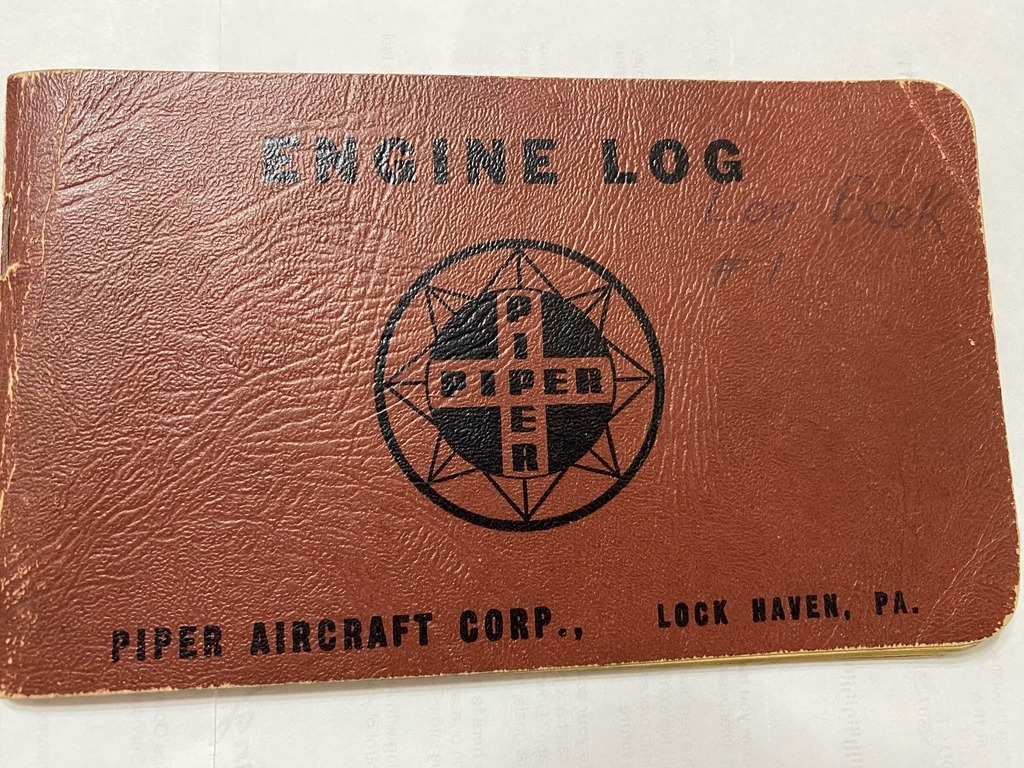 ENGINE LOG
Log Book
# 1
PIPER
PIPER
PIPER AIRCRAFT CORP., LOCK HAVEN, PA.